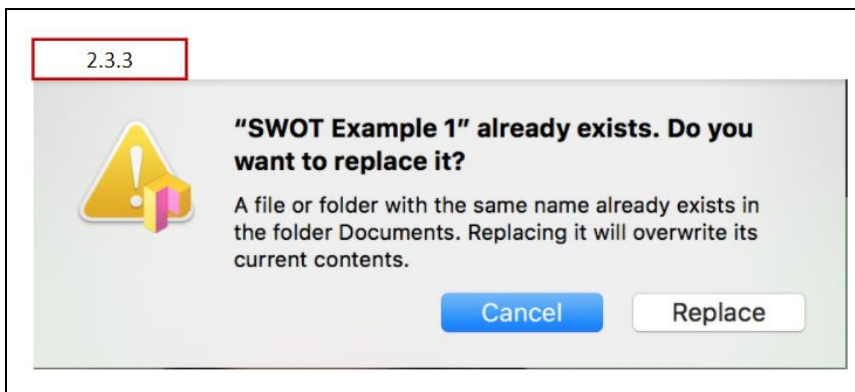 2.3.3
“SWOT Example 1” already exists. Do you
want to replace it?
A file or folder with the same name already exists in
the folder Documents. Replacing it will overwrite its
current contents.
Cancel
Replace